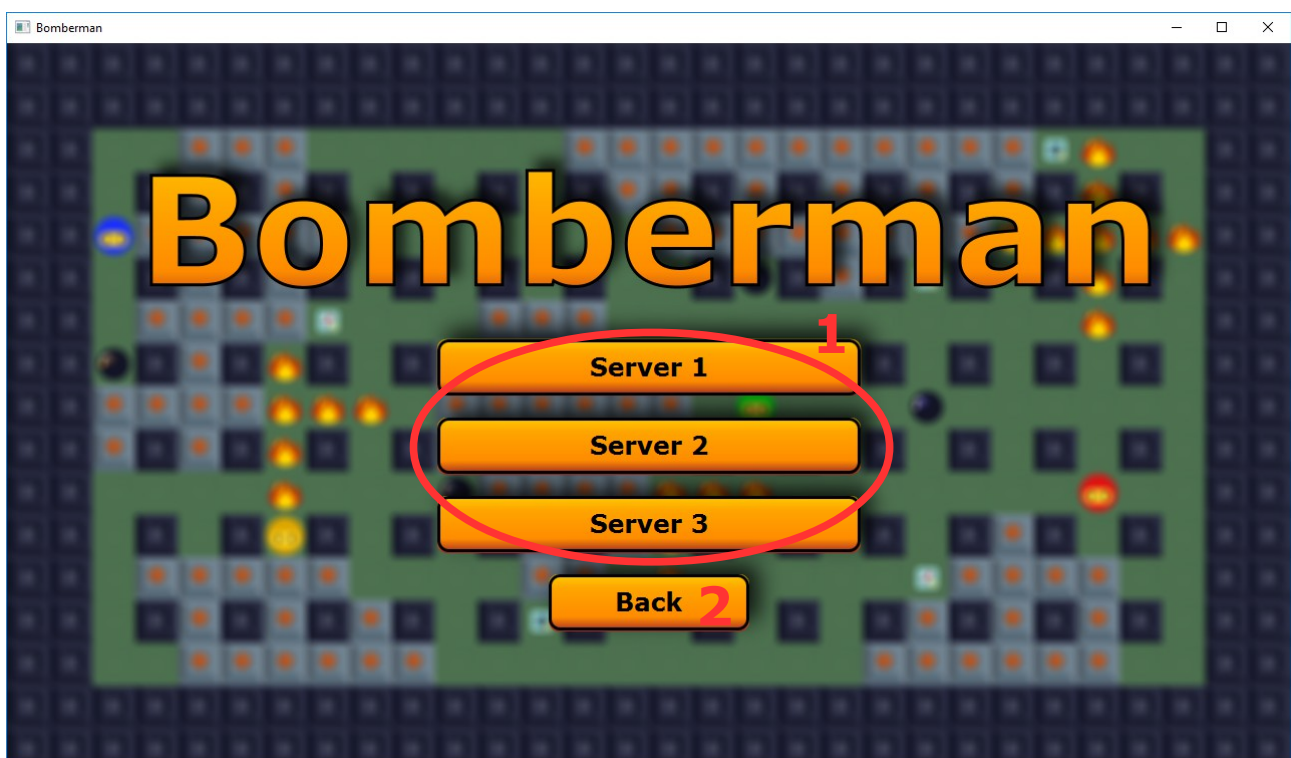 Bomberman
Bomberman
1
Server 1
Server 2
Server 3
Back 2